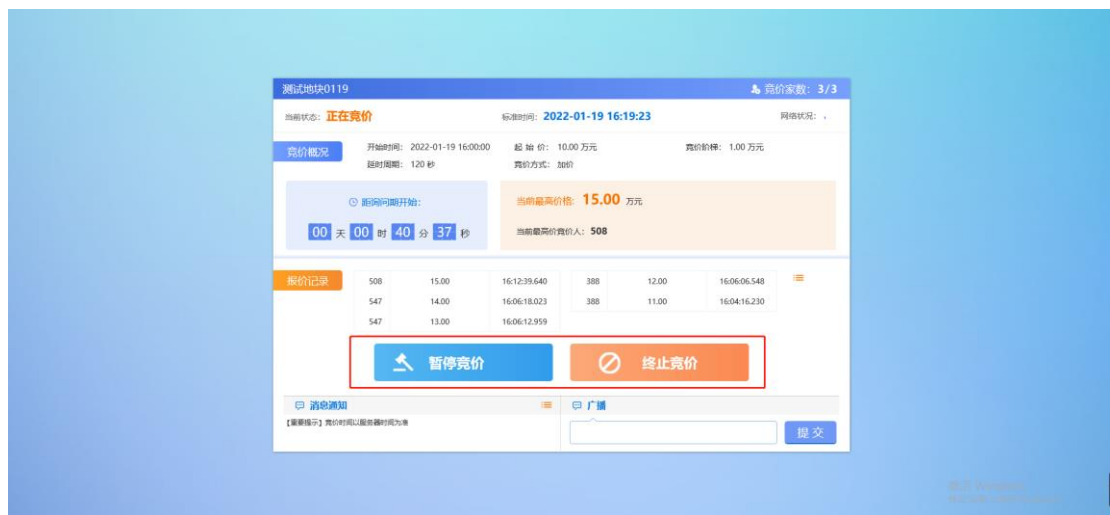 测试地块0119 竞价家数：3/3
当前状态：正在竞价 标准时间：2022-01-19 16:19:23 网络状况：
竞价概况 开始时间： 2022-01-19 16:00:00 起 始 价： 10.00 万元 竞价阶梯： 1.00 万元
延时周期： 120 秒 竞价方式： 加价
距询问期开始： 当前最高价格：15.00 万元
00 天 00 时 40 分 37 秒 当前最高价竞价人：508
报价记录 508 15.00 16:12:39.640 388 12.00 16:06:06.548
547 14.00 16:06:18.023 388 11.00 16:04:16.230
547 13.00 16:06:12.959
暂停竞价 终止竞价
消息通知 广播
【重要提示】竞价时间以服务器时间为准
提 交
激活 Windows